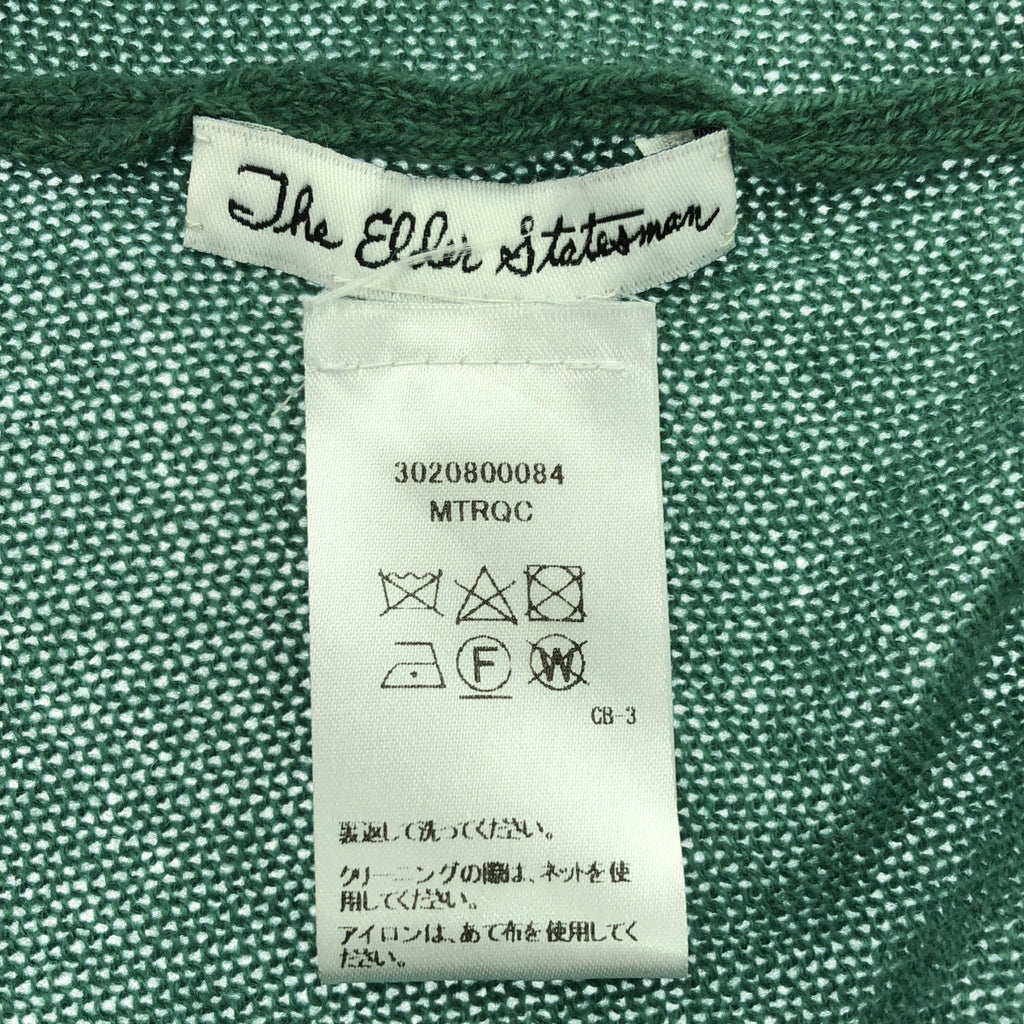 The Elder Statesman
3020800084
MTRQC
F
W
CB-3
裏返して洗ってください。
クリーニングの際は、ネットを使
用してください。
アイロンは、あて布を使用してく
ださい。